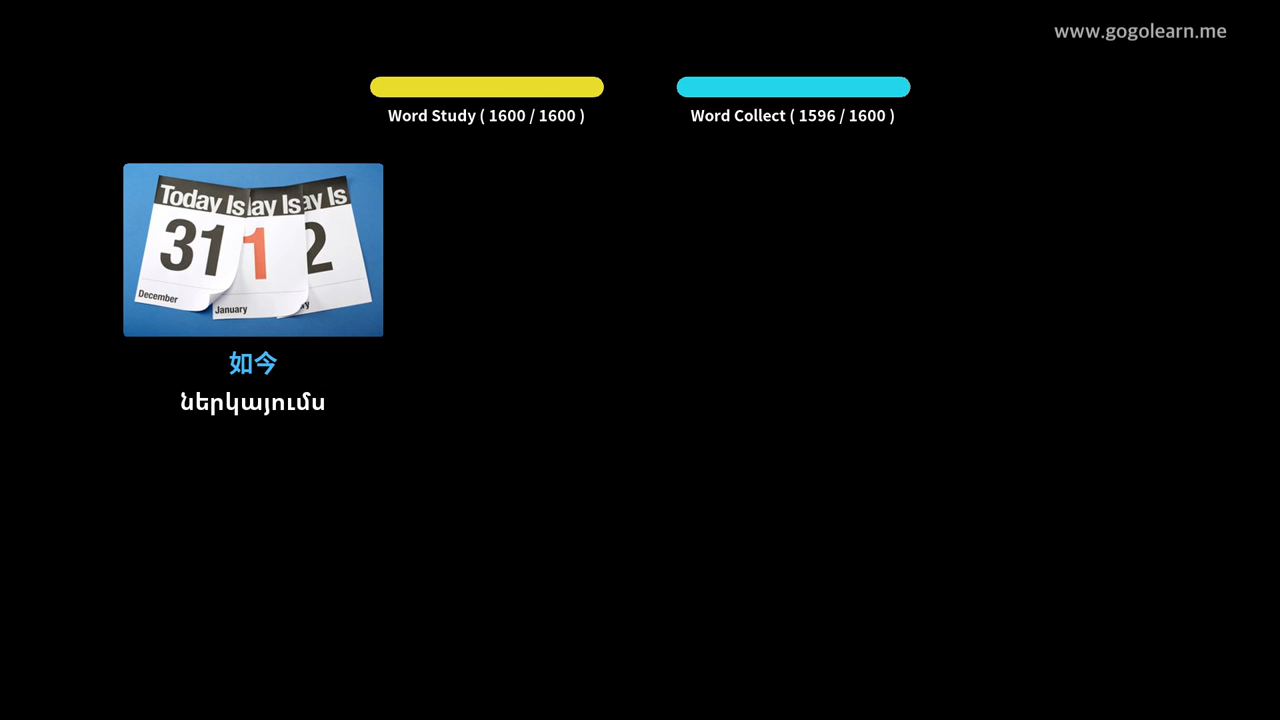 www.gogolearn.me
Word Study ( 1600 / 1600 )
Word Collect ( 1596 / 1600 )
Today Is
ay Is
ay Is
31
1
2
December
January
ry
如今
ներկայումս